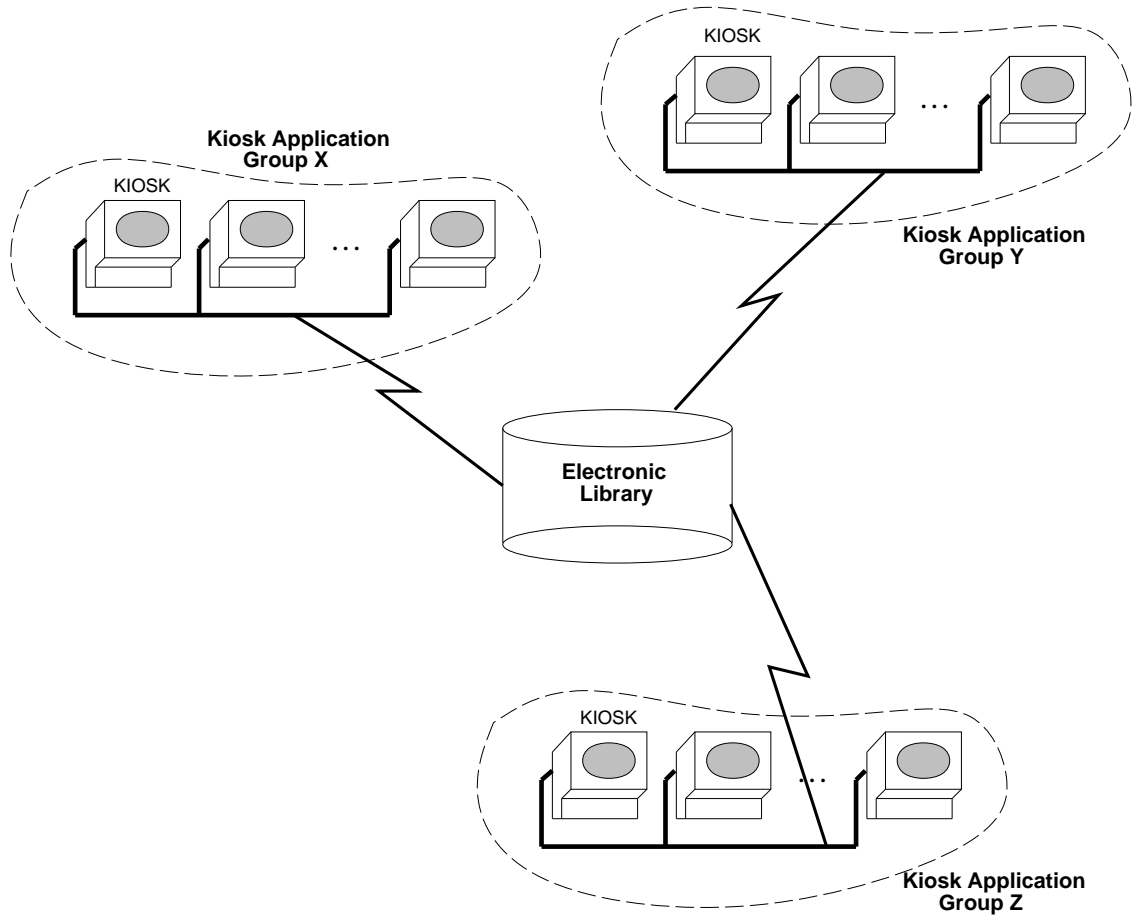 KIOSK
...
Kiosk Application
Group Y
Kiosk Application
Group X
KIOSK
...
Electronic
Library
KIOSK
...
Kiosk Application
Group Z